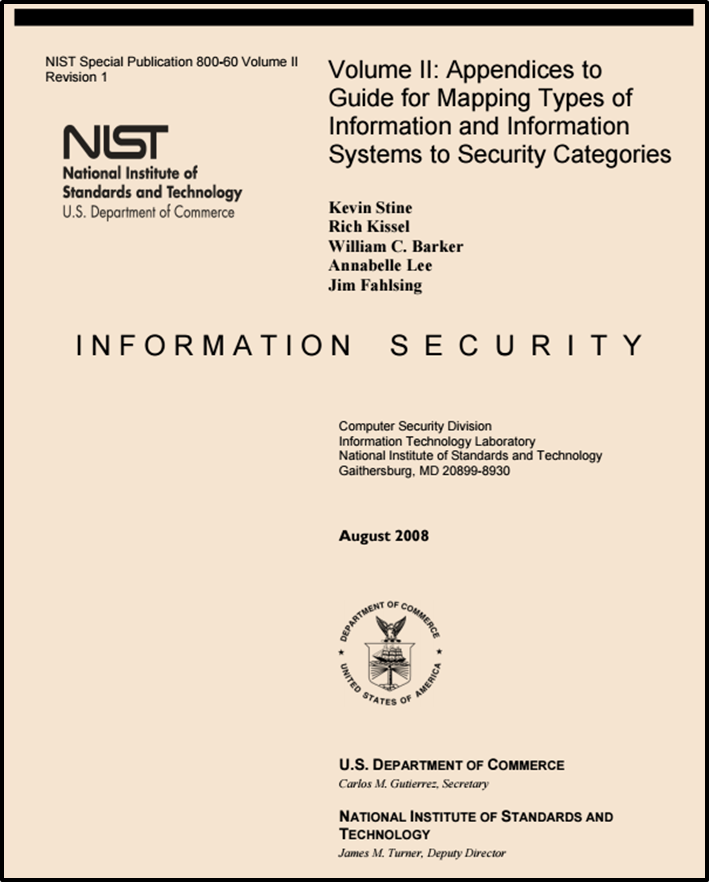 NIST Special Publication 800-60 Volume II
Revision 1
NIST
National Institute of
Standards and Technology
U.S. Department of Commerce
Volume II: Appendices to
Guide for Mapping Types of
Information and Information
Systems to Security Categories
Kevin Stine
Rich Kissel
William C. Barker
Annabelle Lee
Jim Fahlsing
INFORMATION SECURITY
Computer Security Division
Information Technology Laboratory
National Institute of Standards and Technology
Gaithersburg, MD 20899-8930
August 2008
DEPARTMENT OF COMMERCE
UNITED STATES OF AMERICA
U.S. DEPARTMENT OF COMMERCE
Carlos M. Gutierrez, Secretary
NATIONAL INSTITUTE OF STANDARDS AND
TECHNOLOGY
James M. Turner, Deputy Director